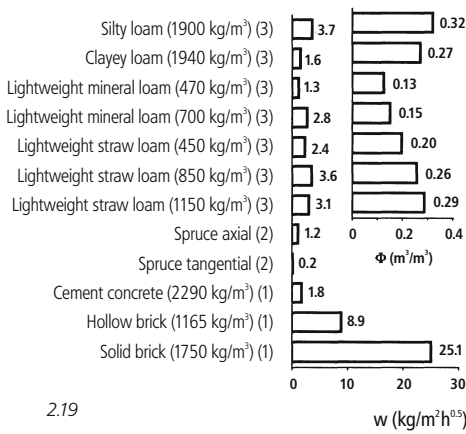 Silty loam (1900 kg/m³) (3) 3.7 0.32
Clayey loam (1940 kg/m³) (3) 1.6 0.27
Lightweight mineral loam (470 kg/m³) (3) 1.3 0.13
Lightweight mineral loam (700 kg/m³) (3) 2.8 0.15
Lightweight straw loam (450 kg/m³) (3) 2.4 0.20
Lightweight straw loam (850 kg/m³) (3) 3.6 0.26
Lightweight straw loam (1150 kg/m³) (3) 3.1 0.29
Spruce axial (2) 1.2 0 0.2 0.4
Spruce tangential (2) 0.2 Φ (m³/m³)
Cement concrete (2290 kg/m³) (1) 1.8
Hollow brick (1165 kg/m³) (1) 8.9
Solid brick (1750 kg/m³) (1) 25.1
0 10 20 30
2.19 w (kg/m²h⁰·⁵)